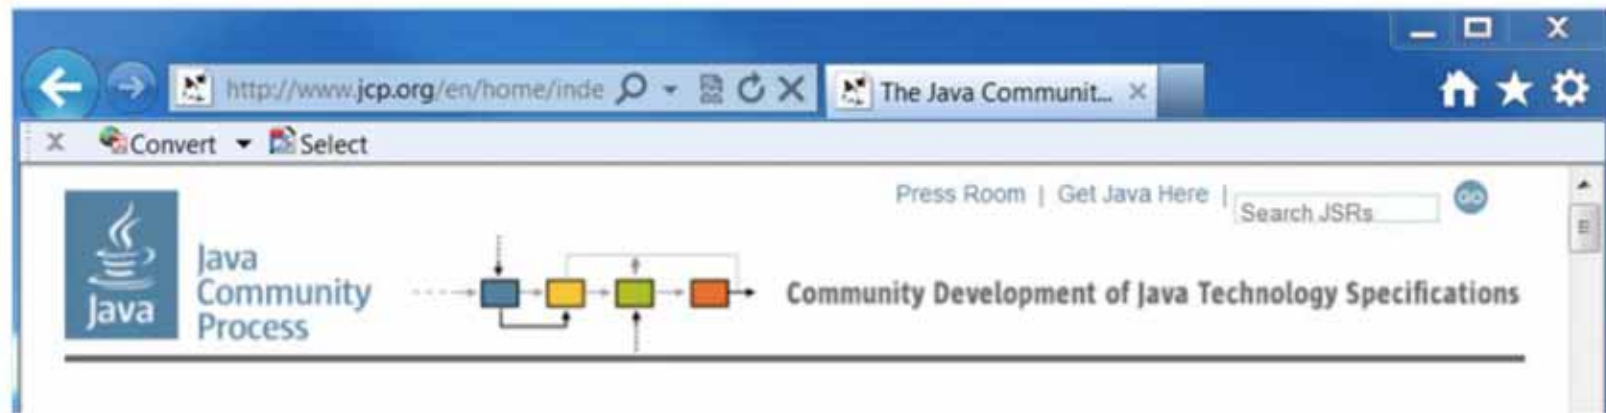 http://www.jcp.org/en/home/inde
The Java Communit...
Convert Select
Press Room | Get Java Here | Search JSRs GO
Java
Java
Community
Process
Community Development of Java Technology Specifications